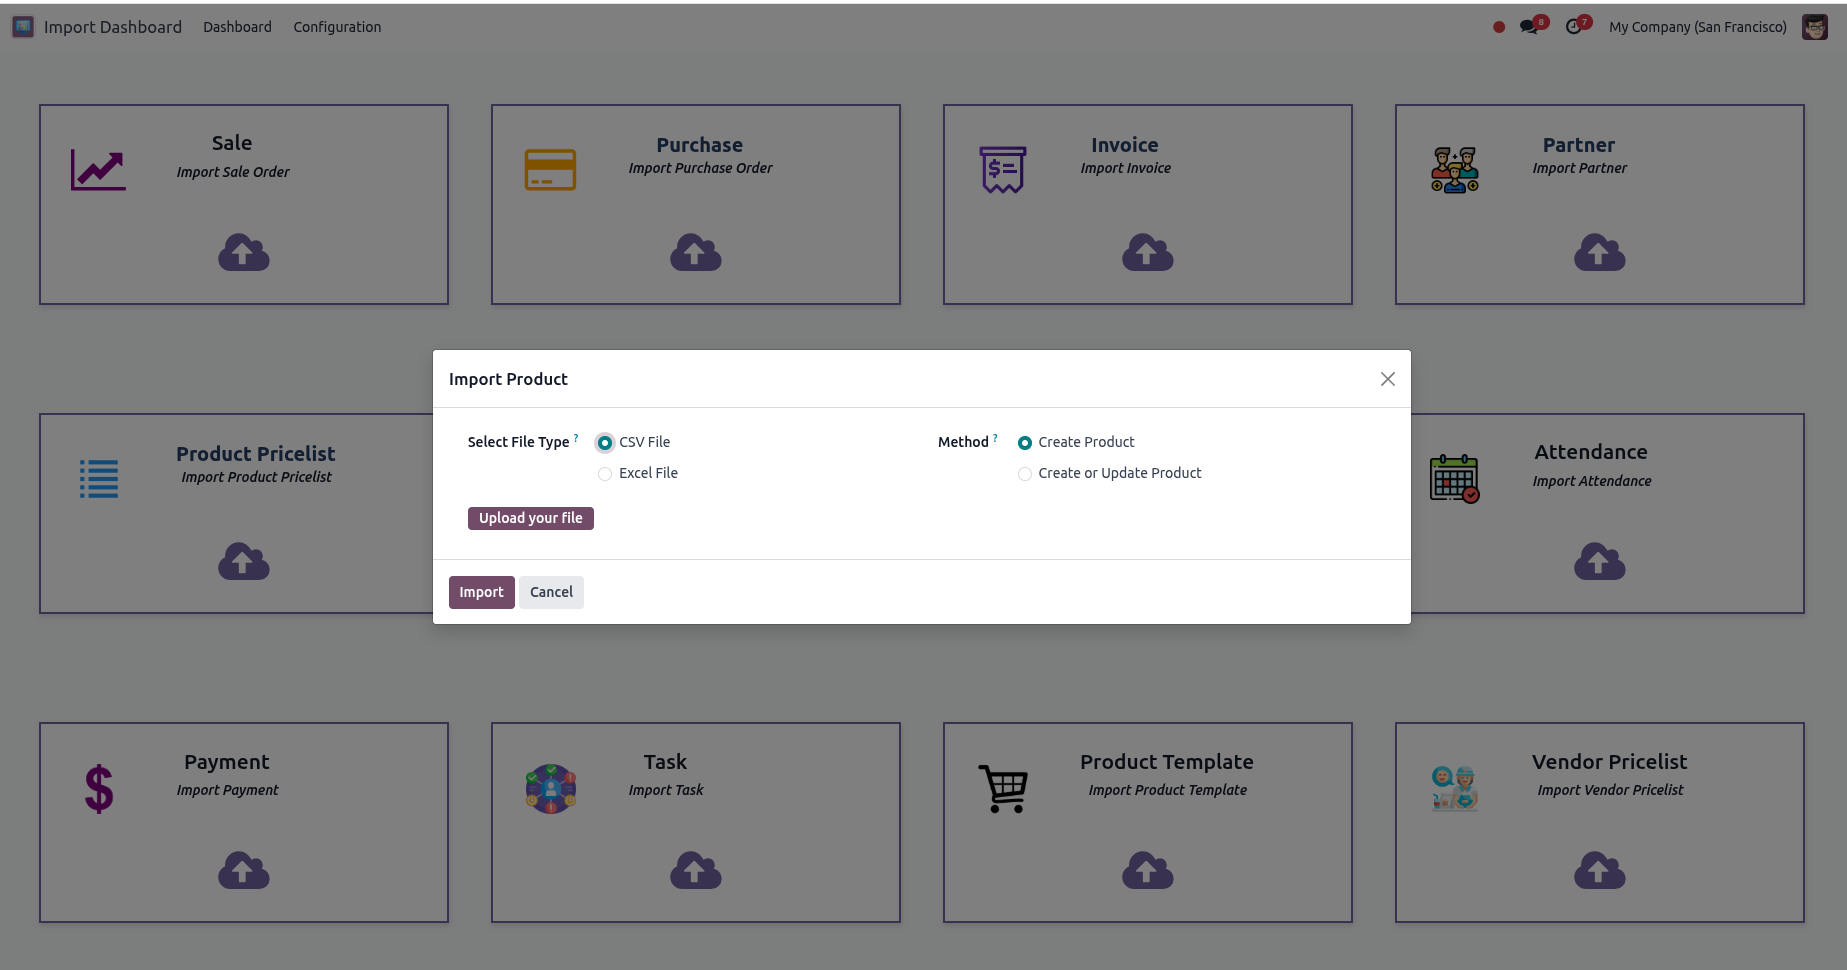 Import Dashboard Dashboard Configuration 8 7 My Company (San Francisco)
Sale
Import Sale Order
Purchase
Import Purchase Order
Invoice
Import Invoice
Partner
Import Partner
Import Product
Select File Type ? CSV File
Excel File
Method ? Create Product
Create or Update Product
Upload your file
Import Cancel
Product Pricelist
Import Product Pricelist
Attendance
Import Attendance
Payment
Import Payment
Task
Import Task
Product Template
Import Product Template
Vendor Pricelist
Import Vendor Pricelist